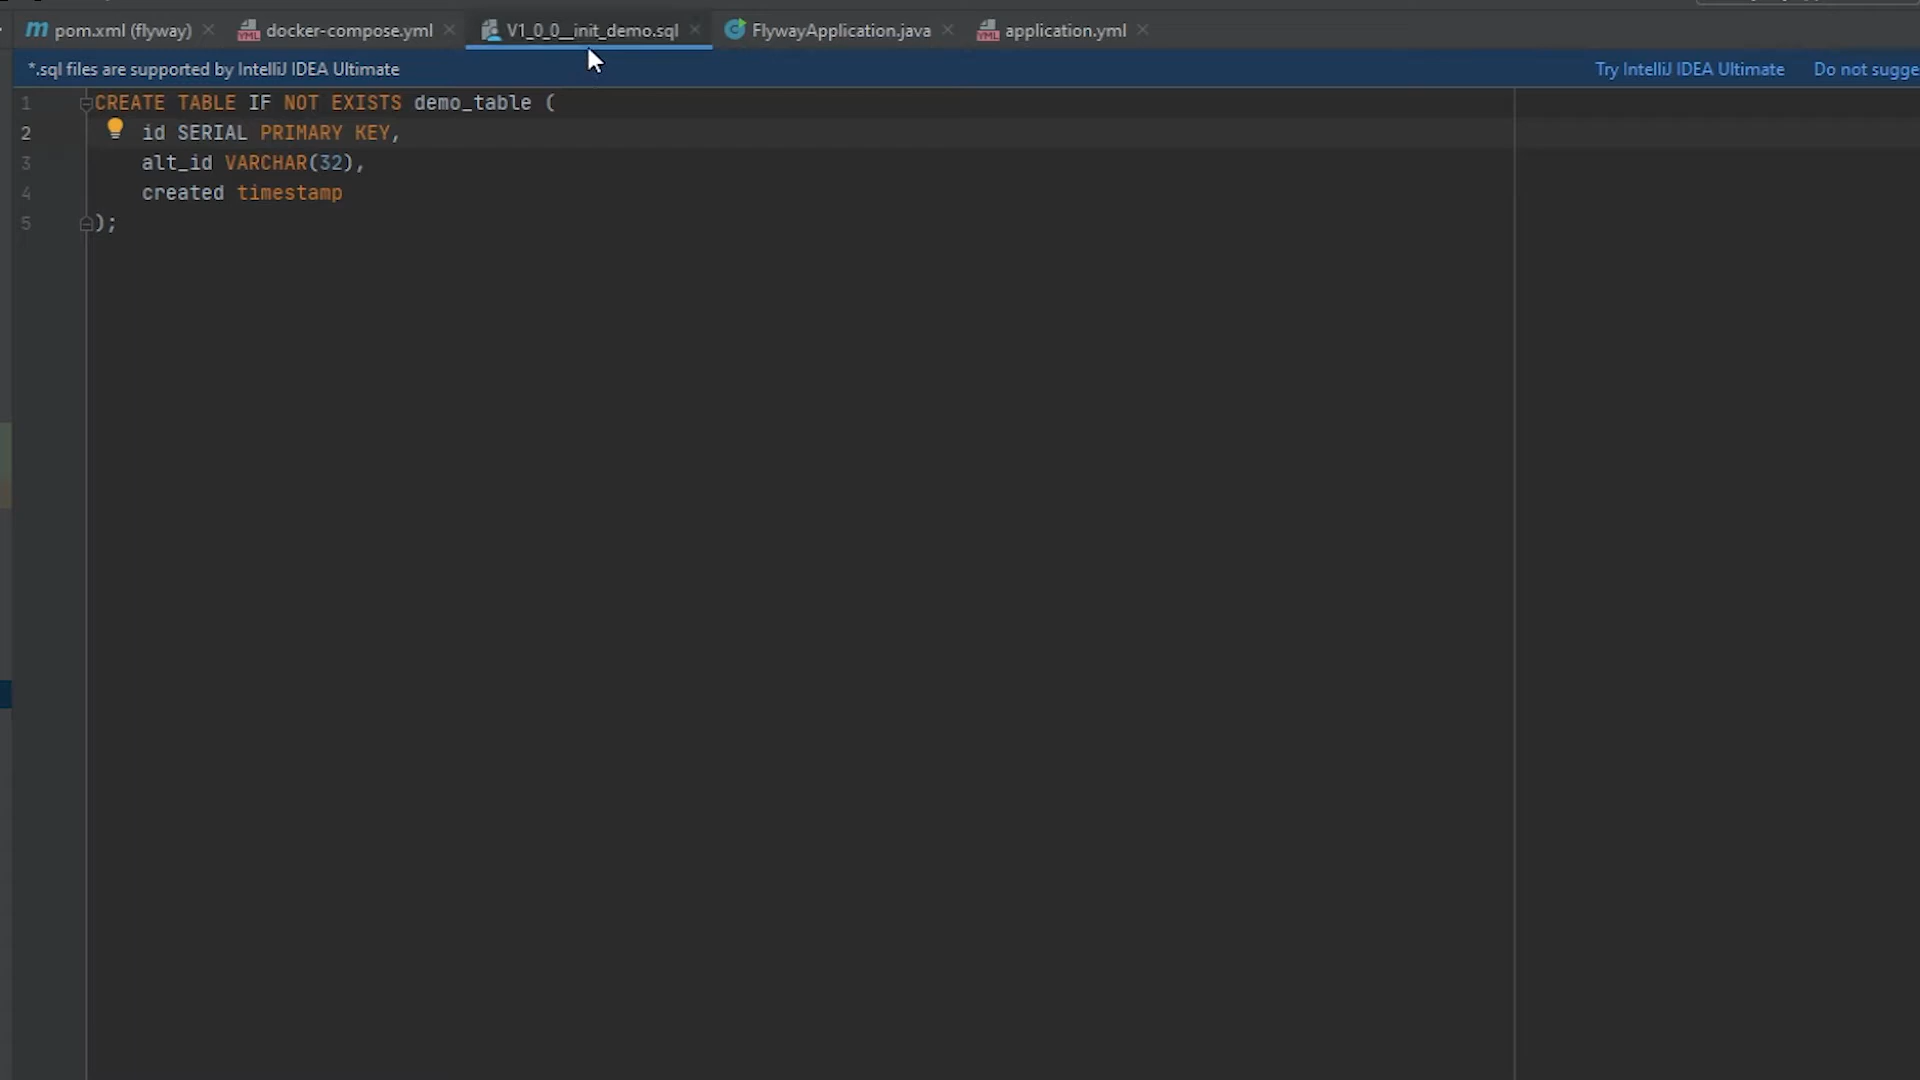 m pom.xml (flyway) docker-compose.yml V1_0_0__init_demo.sql FlywayApplication.java application.yml
*.sql files are supported by IntelliJ IDEA Ultimate Try IntelliJ IDEA Ultimate Do not sugge
1 CREATE TABLE IF NOT EXISTS demo_table (
2 id SERIAL PRIMARY KEY,
3 alt_id VARCHAR(32),
4 created timestamp
5 );